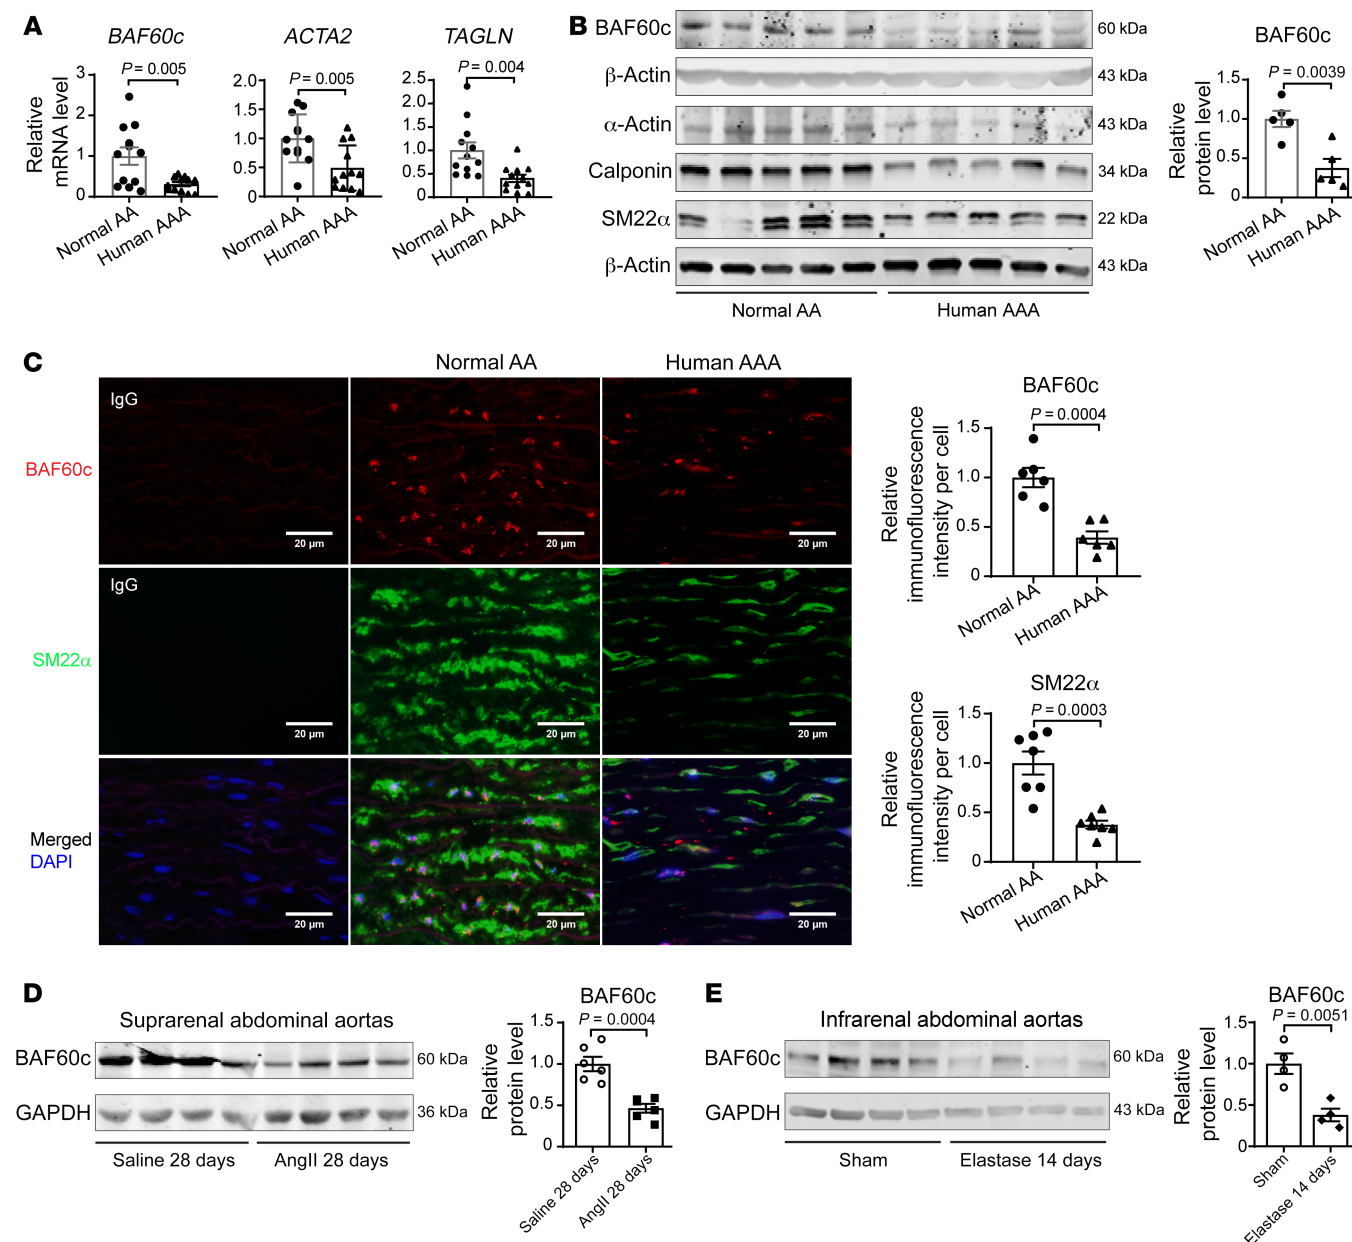 A
BAF60c
ACTA2
TAGLN
P = 0.005
P = 0.005
P = 0.004
Relative
mRNA level
3
2
1
0
2.0
1.5
1.0
0.5
0
2.5
2.0
1.5
1.0
0.5
0
Normal AA
Human AAA
Normal AA
Human AAA
Normal AA
Human AAA
B
BAF60c
60 kDa
β-Actin
43 kDa
α-Actin
43 kDa
Calponin
34 kDa
SM22α
22 kDa
β-Actin
43 kDa
Normal AA
Human AAA
BAF60c
P = 0.0039
Relative
protein level
1.5
1.0
0.5
0
Normal AA
Human AAA
C
Normal AA
Human AAA
IgG
BAF60c
20 µm
20 µm
20 µm
IgG
SM22α
20 µm
20 µm
20 µm
Merged
DAPI
20 µm
20 µm
20 µm
BAF60c
P = 0.0004
Relative
immunofluorescence
intensity per cell
1.5
1.0
0.5
0
Normal AA
Human AAA
SM22α
P = 0.0003
Relative
immunofluorescence
intensity per cell
1.5
1.0
0.5
0
Normal AA
Human AAA
D
Suprarenal abdominal aortas
BAF60c
60 kDa
GAPDH
36 kDa
Saline 28 days
AngII 28 days
BAF60c
P = 0.0004
Relative
protein level
1.5
1.0
0.5
0
Saline 28 days
AngII 28 days
E
Infrarenal abdominal aortas
BAF60c
60 kDa
GAPDH
43 kDa
Sham
Elastase 14 days
BAF60c
P = 0.0051
Relative
protein level
1.5
1.0
0.5
0
Sham
Elastase 14 days